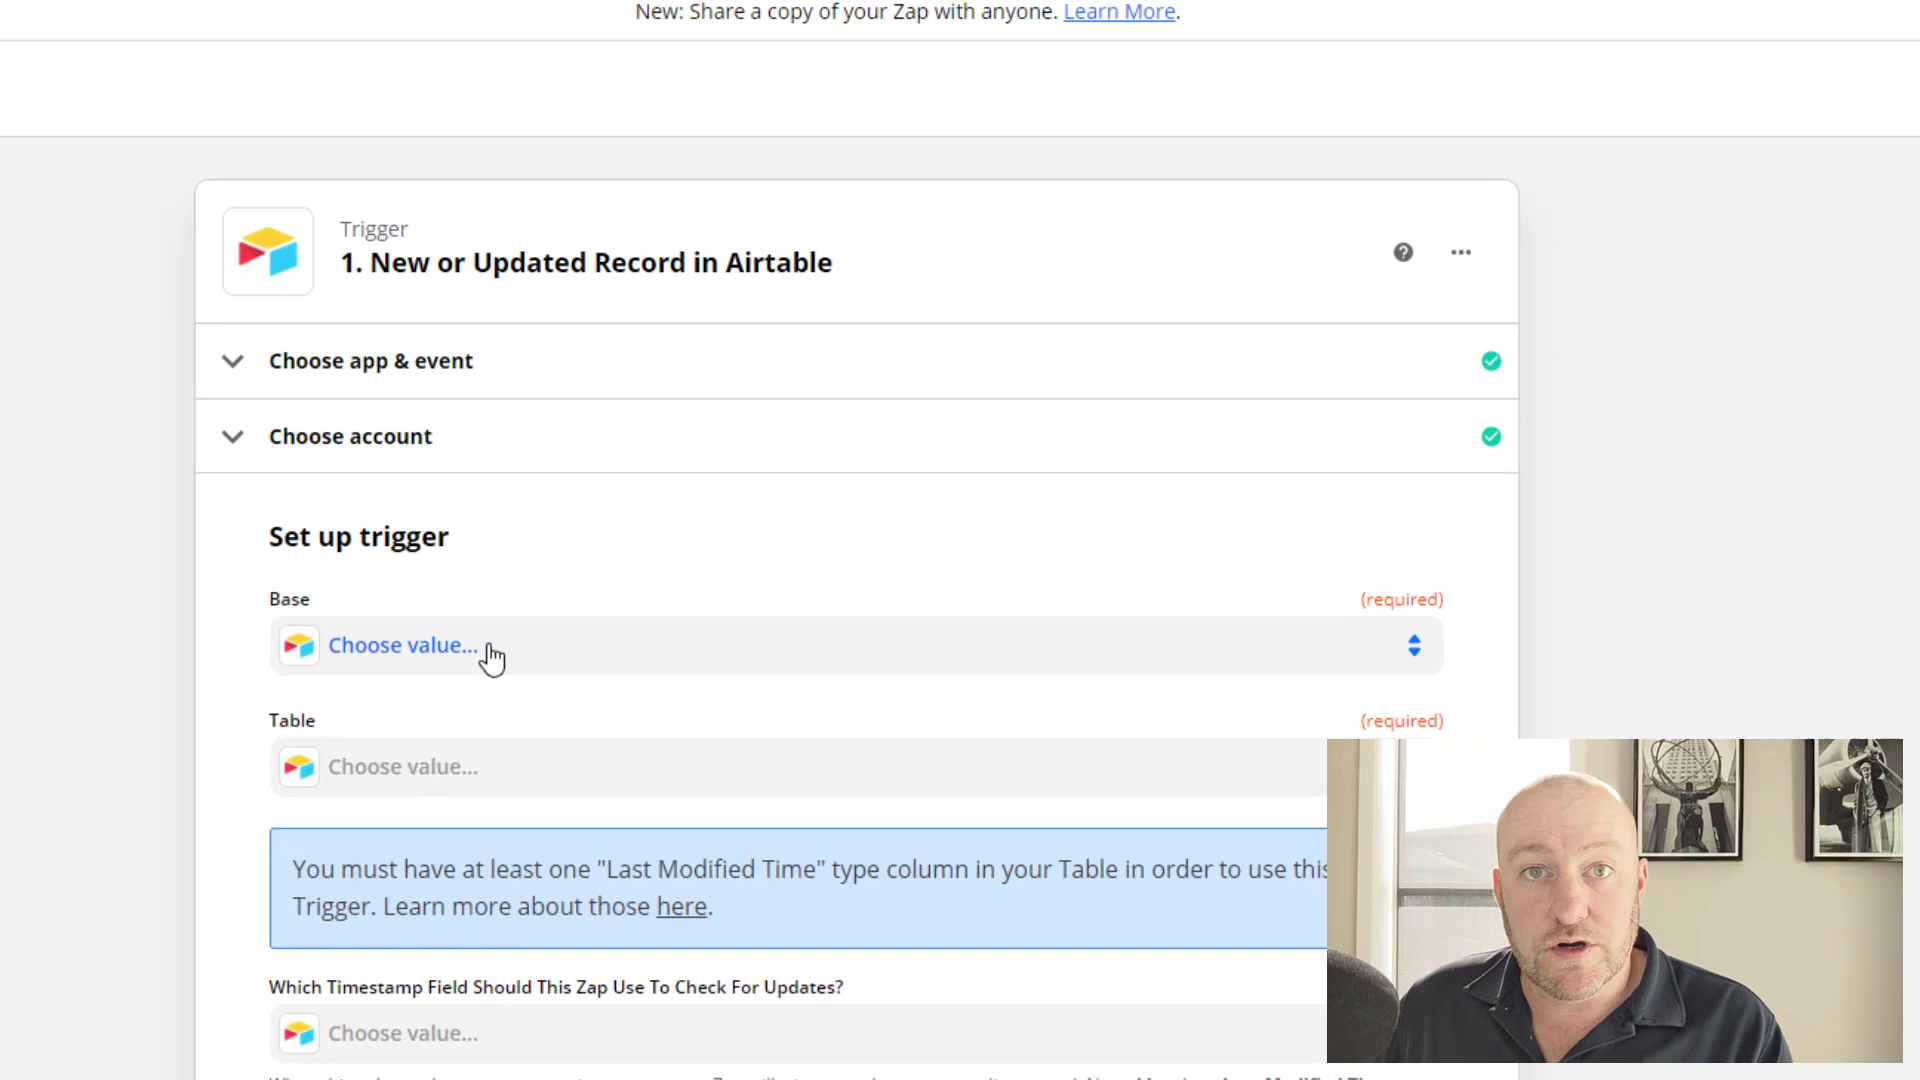 New: Share a copy of your Zap with anyone. Learn More.
Trigger
1. New or Updated Record in Airtable
Choose app & event
Choose account
Set up trigger
Base
(required)
Choose value...
Table
(required)
Choose value...
You must have at least one "Last Modified Time" type column in your Table in order to use this
Trigger. Learn more about those here.
Which Timestamp Field Should This Zap Use To Check For Updates?
Choose value...